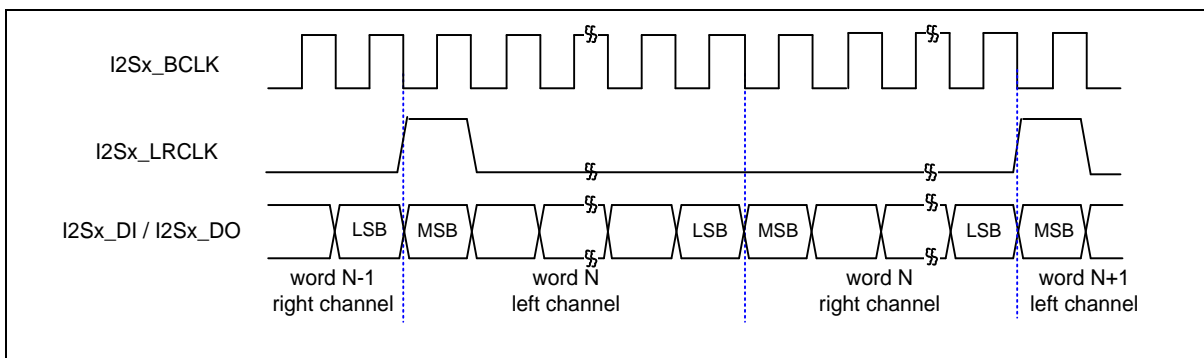 I2Sx_BCLK
I2Sx_LRCLK
I2Sx_DI / I2Sx_DO
LSB
MSB
LSB
MSB
LSB
MSB
word N-1
right channel
word N
left channel
word N
right channel
word N+1
left channel